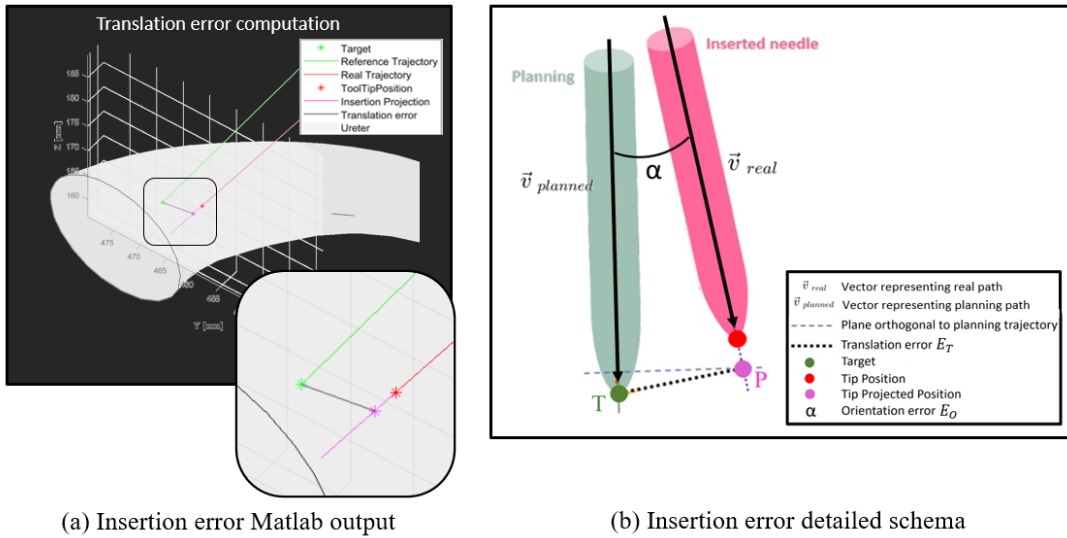 Translation error computation
Target
Reference Trajectory
Real Trajectory
ToolTipPosition
Insertion Projection
Translation error
Ureter
185
180
175
170
165
160
Z [mm]
475
470
465
Y [mm]
(a) Insertion error Matlab output
Planning
Inserted needle
v⃗ planned
α
v⃗ real
T
P
v⃗ real Vector representing real path
v⃗ planned Vector representing planning path
Plane orthogonal to planning trajectory
Translation error E_T
Target
Tip Position
Tip Projected Position
α Orientation error E_O
(b) Insertion error detailed schema